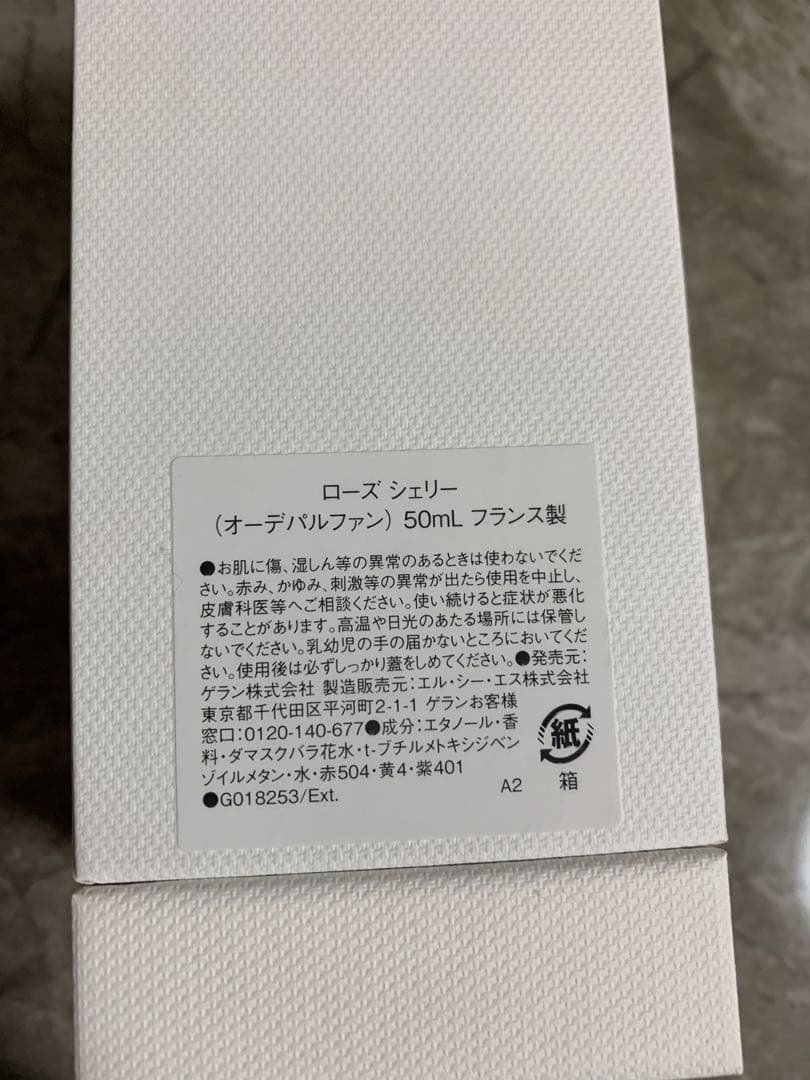 ローズ シェリー
(オーデパルファン) 50mL フランス製
●お肌に傷、湿しん等の異常のあるときは使わないでくだ
さい。赤み、かゆみ、刺激等の異常が出たら使用を中止し、
皮膚科医等へご相談ください。使い続けると症状が悪化
することがあります。高温や日光のあたる場所には保管し
ないでください。乳幼児の手の届かないところにおいてくだ
さい。使用後は必ずしっかり蓋をしめてください。●発売元:
ゲラン株式会社 製造販売元:エル・シー・エス株式会社
東京都千代田区平河町2-1-1 ゲランお客様
窓口:0120-140-677●成分:エタノール・香
料・ダマスクバラ花水・t-ブチルメトキシジベン
ゾイルメタン・水・赤504・黄4・紫401
●G018253/Ext.
A2
紙
箱